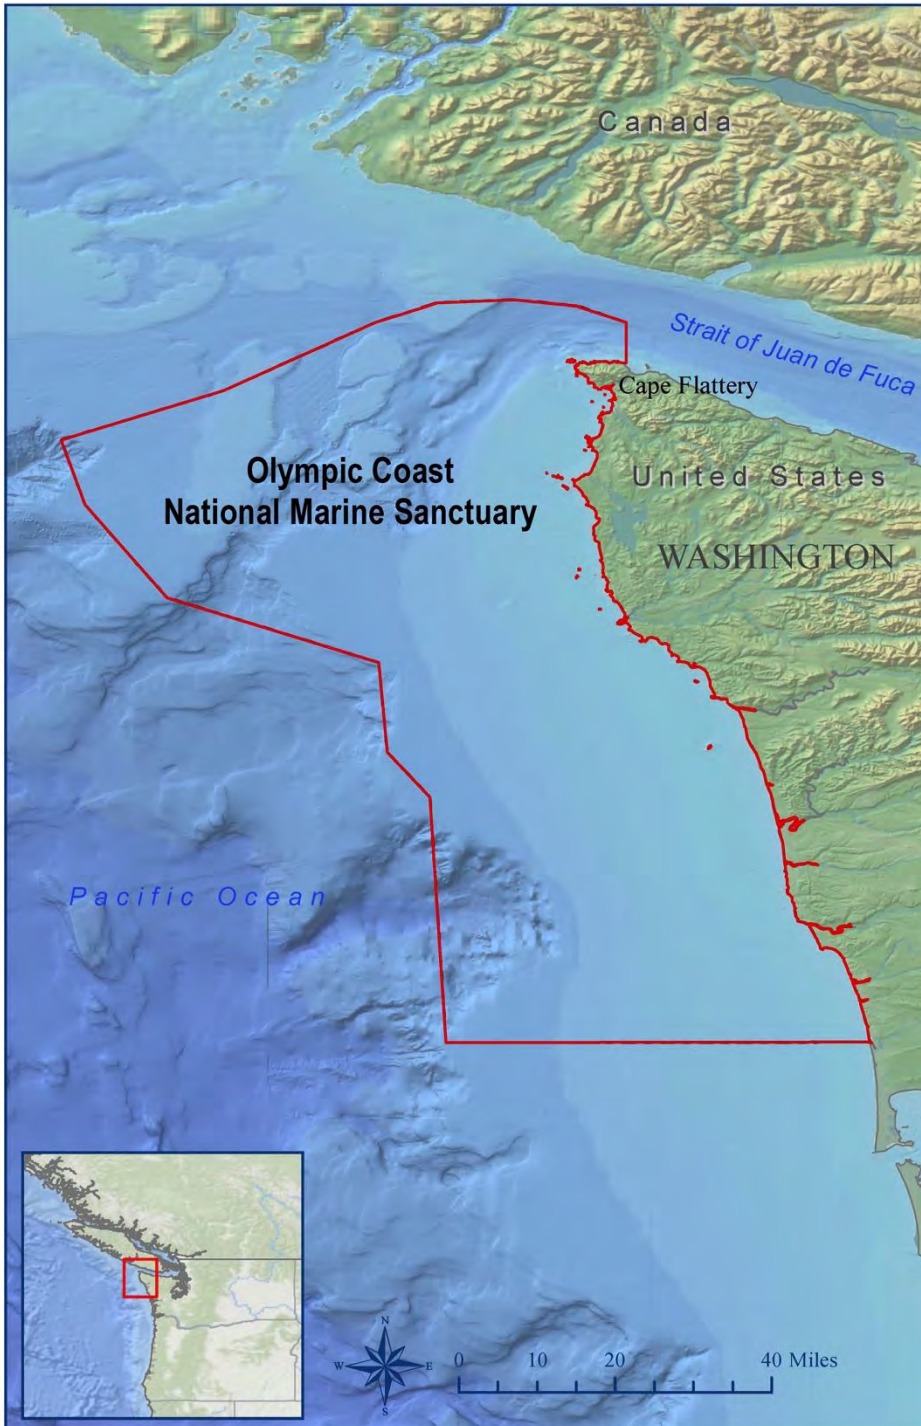 Canada
Strait of Juan de Fuca
Cape Flattery
Olympic Coast
National Marine Sanctuary
United States
WASHINGTON
Pacific Ocean
N
W E
S
0 10 20 40 Miles